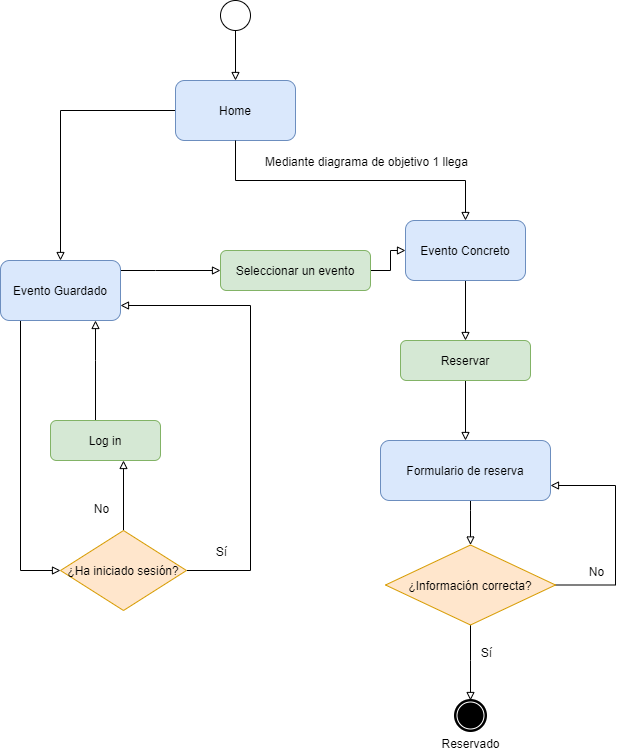 Home
Mediante diagrama de objetivo 1 llega
Evento Concreto
Seleccionar un evento
Evento Guardado
Reservar
Log in
Formulario de reserva
No
Sí
¿Ha iniciado sesión?
No
¿Información correcta?
Sí
Reservado